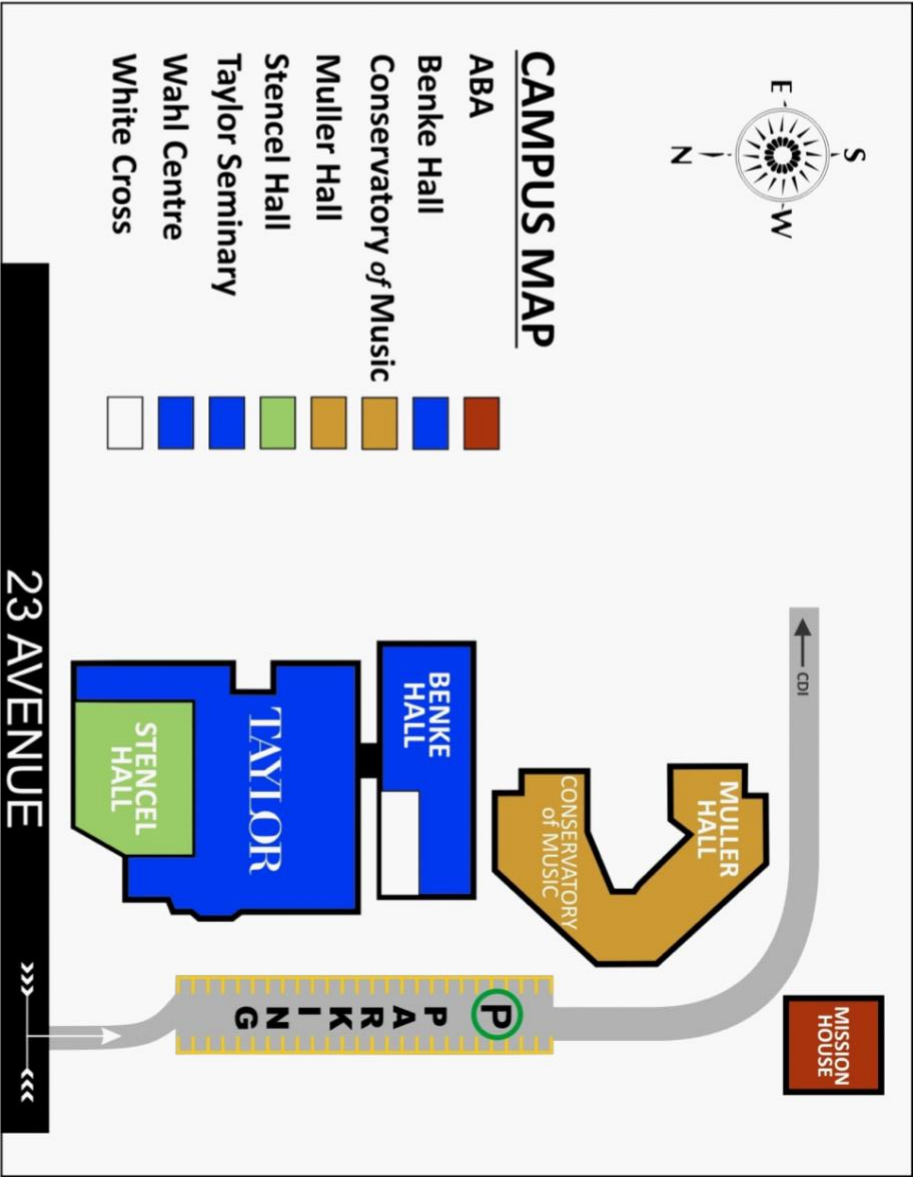 S
E
W
N
CAMPUS MAP
ABA
Benke Hall
Conservatory of Music
Muller Hall
Stencel Hall
Taylor Seminary
Wahl Centre
White Cross
CDI
MISSION
HOUSE
MULLER
HALL
CONSERVATORY
of MUSIC
BENKE
HALL
TAYLOR
STENCEL
HALL
P
PARKING
23 AVENUE